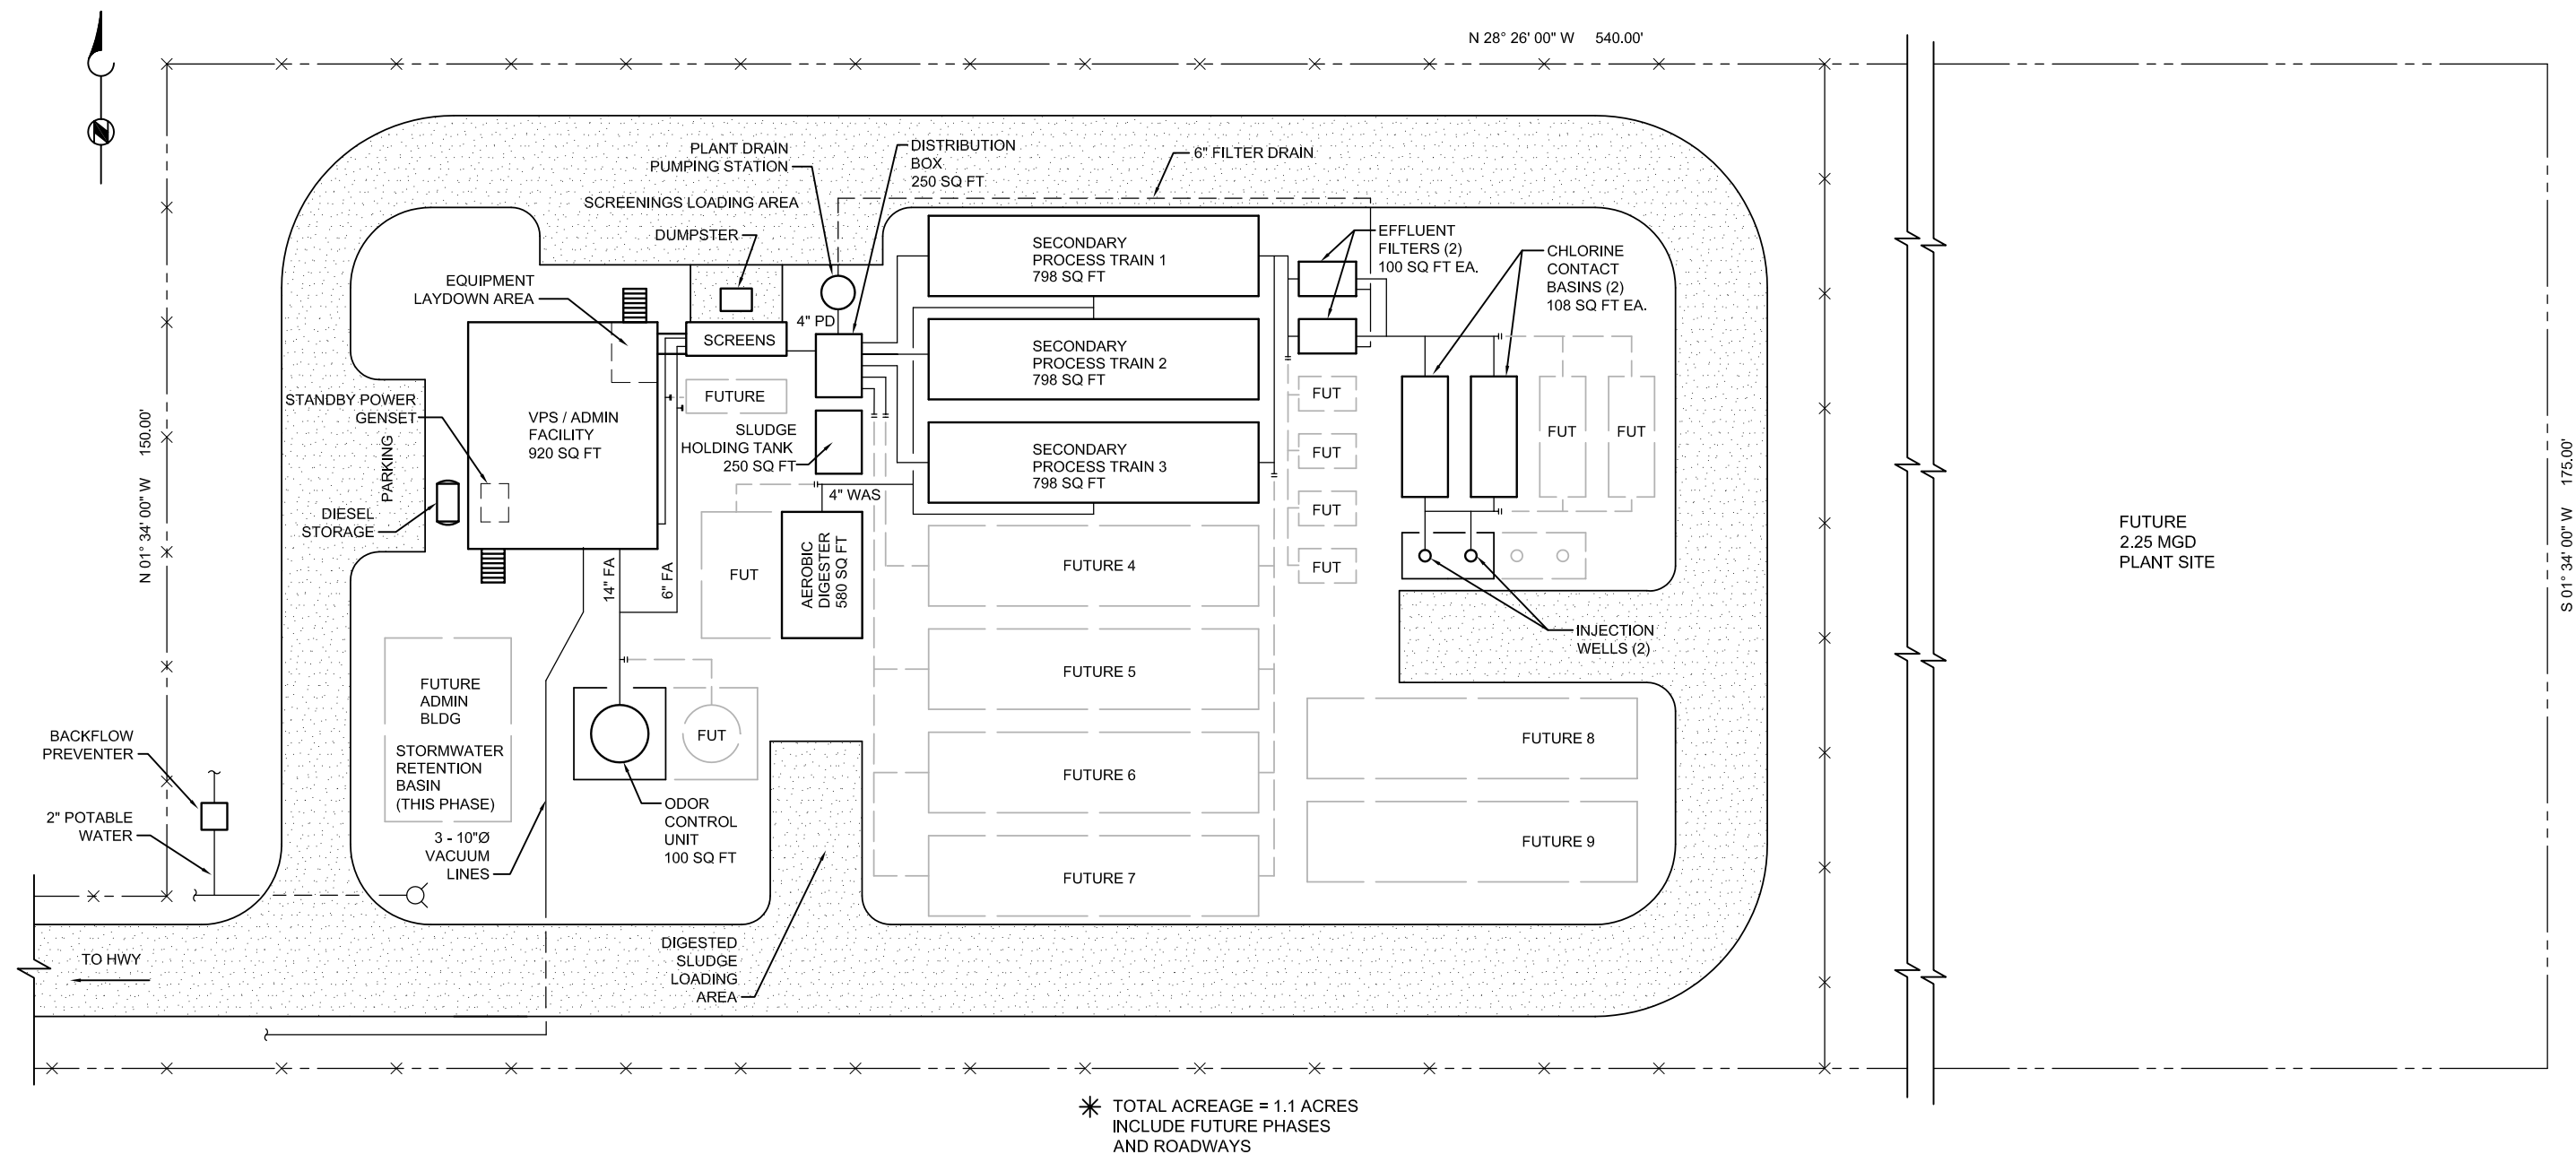 N 28° 26' 00" W 540.00'
N
PLANT DRAIN
PUMPING STATION
DISTRIBUTION
BOX
250 SQ FT
6" FILTER DRAIN
SCREENINGS LOADING AREA
DUMPSTER
EQUIPMENT
LAYDOWN AREA
SECONDARY
PROCESS TRAIN 1
798 SQ FT
EFFLUENT
FILTERS (2)
100 SQ FT EA.
CHLORINE
CONTACT
BASINS (2)
108 SQ FT EA.
4" PD
SCREENS
SECONDARY
PROCESS TRAIN 2
798 SQ FT
FUTURE
FUT
STANDBY POWER
GENSET
PARKING
VPS / ADMIN
FACILITY
920 SQ FT
SLUDGE
HOLDING TANK
250 SQ FT
SECONDARY
PROCESS TRAIN 3
798 SQ FT
FUT
FUT
FUT
N 01° 34' 00" W 150.00'
S 01° 34' 00" W 175.00'
DIESEL
STORAGE
4" WAS
FUT
FUTURE
2.25 MGD
PLANT SITE
14" FA
6" FA
FUT
AEROBIC
DIGESTER
580 SQ FT
FUTURE 4
FUT
INJECTION
WELLS (2)
FUTURE
ADMIN
BLDG
FUTURE 5
STORMWATER
RETENTION
BASIN
(THIS PHASE)
BACKFLOW
PREVENTER
FUT
FUTURE 8
FUTURE 6
2" POTABLE
WATER
ODOR
CONTROL
UNIT
100 SQ FT
3 - 10"Ø
VACUUM
LINES
FUTURE 9
FUTURE 7
TO HWY
DIGESTED
SLUDGE
LOADING
AREA
TOTAL ACREAGE = 1.1 ACRES
INCLUDE FUTURE PHASES
AND ROADWAYS